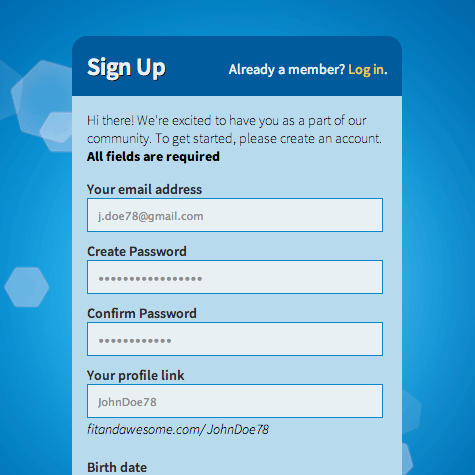 Sign Up
Already a member? Log in.
Hi there! We're excited to have you as a part of our
community. To get started, please create an account.
All fields are required
Your email address
j.doe78@gmail.com
Create Password
•••••••••••••••••
Confirm Password
••••••••••••
Your profile link
JohnDoe78
fitandawesome.com/ JohnDoe78
Birth date